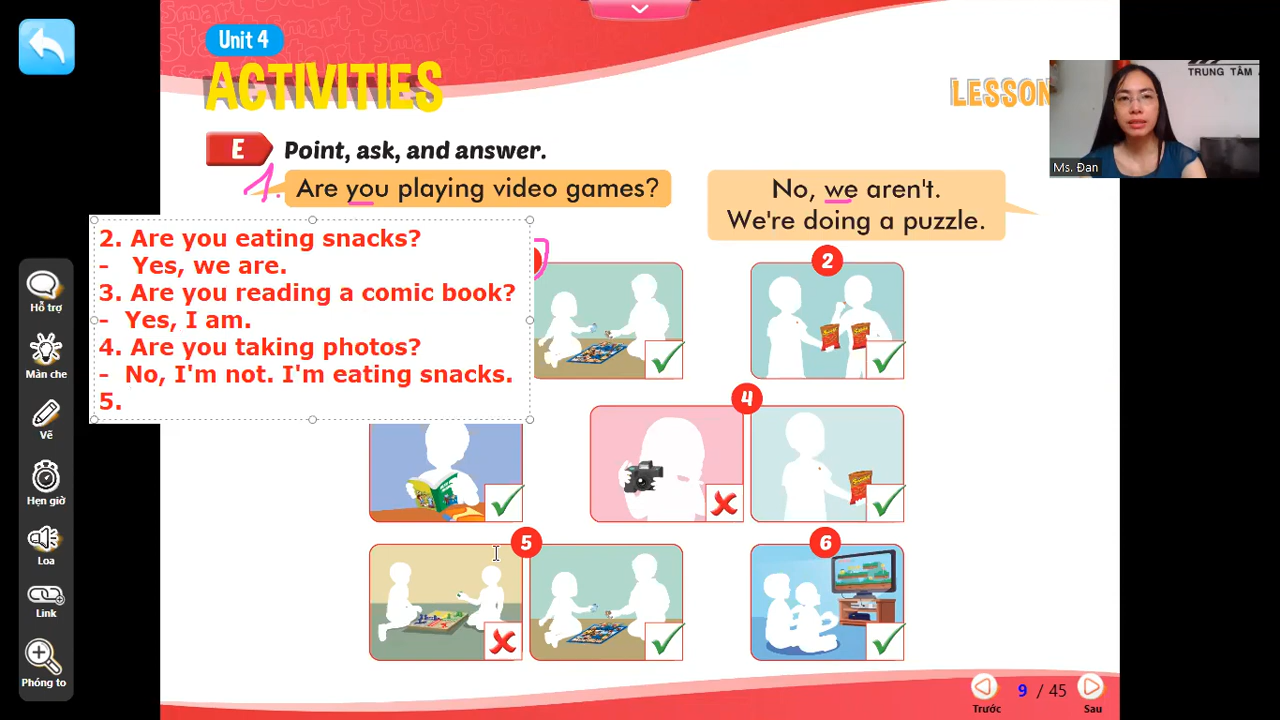 Unit 4
ACTIVITIES
LESSON
TRUNG TÂM
Ms. Đan
E Point, ask, and answer.
1. Are you playing video games?
No, we aren't.
We're doing a puzzle.
2. Are you eating snacks?
- Yes, we are.
3. Are you reading a comic book?
- Yes, I am.
4. Are you taking photos?
- No, I'm not. I'm eating snacks.
5.
2
4
5
6
Hỗ trợ
Màn che
Vẽ
Hẹn giờ
Loa
Link
Phóng to
9 / 45
Trước
Sau